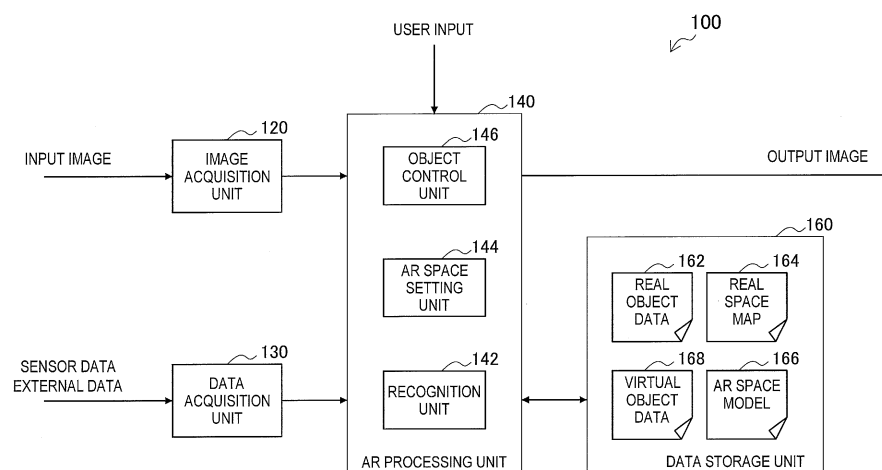 100
USER INPUT
140
120
146
INPUT IMAGE
IMAGE
ACQUISITION
UNIT
OBJECT
CONTROL
UNIT
OUTPUT IMAGE
160
144
AR SPACE
SETTING
UNIT
162
REAL
OBJECT
DATA
164
REAL
SPACE
MAP
130
142
SENSOR DATA
EXTERNAL DATA
DATA
ACQUISITION
UNIT
RECOGNITION
UNIT
168
VIRTUAL
OBJECT
DATA
166
AR SPACE
MODEL
AR PROCESSING UNIT
DATA STORAGE UNIT